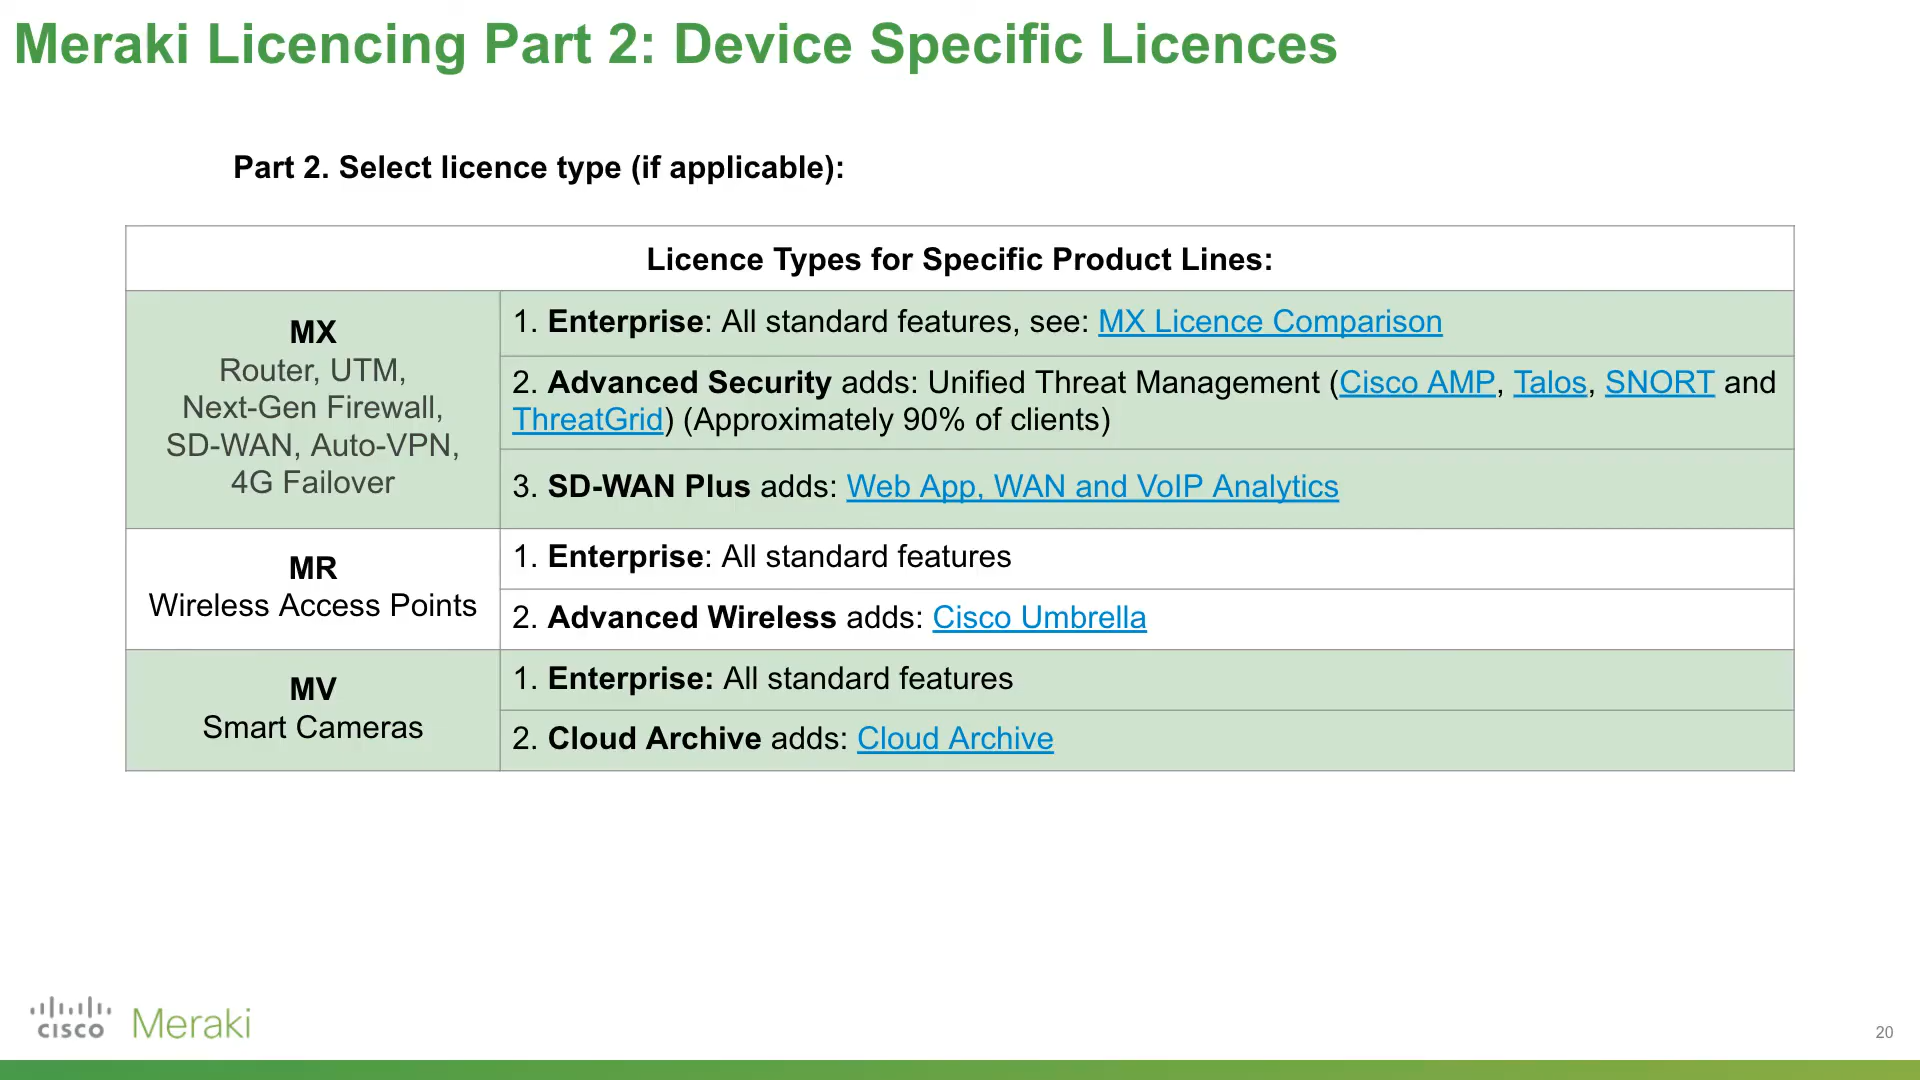 Meraki Licencing Part 2: Device Specific Licences
Part 2. Select licence type (if applicable):
Licence Types for Specific Product Lines:
MX
Router, UTM,
Next-Gen Firewall,
SD-WAN, Auto-VPN,
4G Failover
1. Enterprise: All standard features, see: MX Licence Comparison
2. Advanced Security adds: Unified Threat Management (Cisco AMP, Talos, SNORT and
ThreatGrid) (Approximately 90% of clients)
3. SD-WAN Plus adds: Web App, WAN and VoIP Analytics
MR
Wireless Access Points
1. Enterprise: All standard features
2. Advanced Wireless adds: Cisco Umbrella
MV
Smart Cameras
1. Enterprise: All standard features
2. Cloud Archive adds: Cloud Archive
CISCO Meraki
20